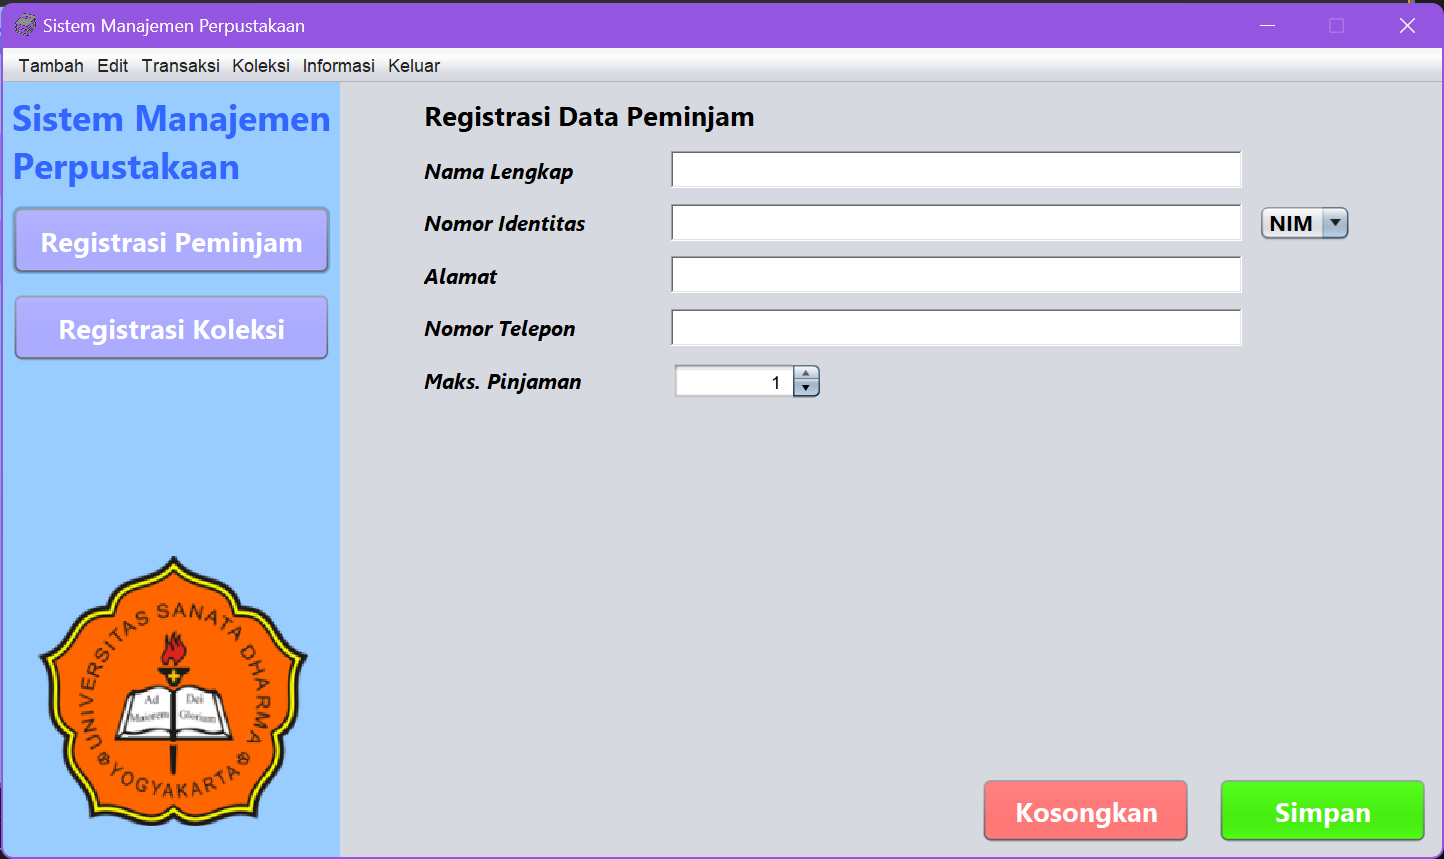 Sistem Manajemen Perpustakaan
Tambah Edit Transaksi Koleksi Informasi Keluar
Sistem Manajemen
Perpustakaan
Registrasi Peminjam
Registrasi Koleksi
UNIVERSITAS SANATA DHARMA
Ad Dei
Maiorem Gloriam
YOGYAKARTA
Registrasi Data Peminjam
Nama Lengkap
Nomor Identitas NIM
Alamat
Nomor Telepon
Maks. Pinjaman 1
Kosongkan Simpan